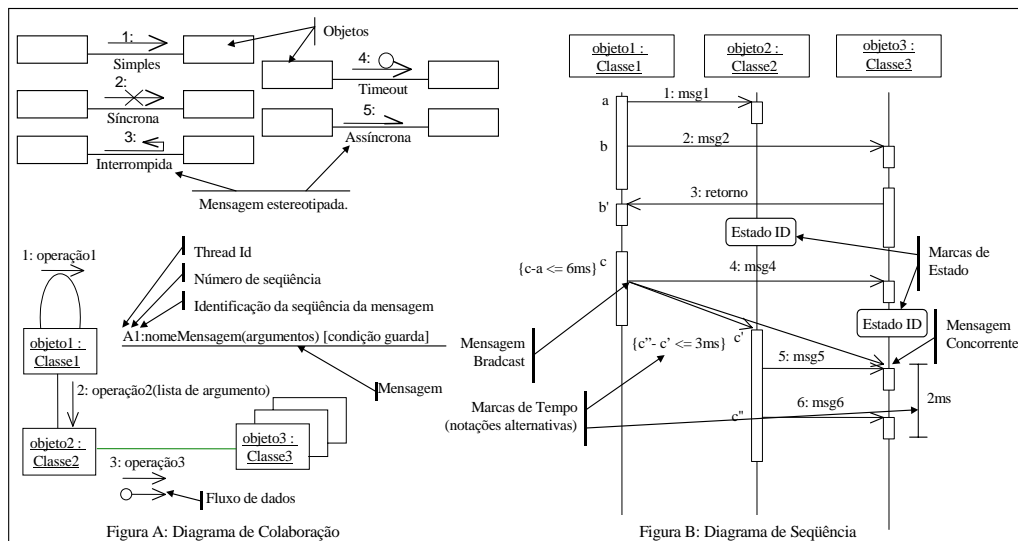 1:
Simples
2:
Síncrona
3:
Interrompida
Objetos
4:
Timeout
5:
Assíncrona
Mensagem estereotipada.
1: operação1
objeto1 :
Classe1
Thread Id
Número de seqüência
Identificação da seqüência da mensagem
A1:nomeMensagem(argumentos) [condição guarda]
Mensagem
2: operação2(lista de argumento)
objeto2 :
Classe2
objeto3 :
Classe3
3: operação3
Fluxo de dados
Figura A: Diagrama de Colaboração
objeto1 :
Classe1
objeto2 :
Classe2
objeto3 :
Classe3
a
1: msg1
b
2: msg2
3: retorno
b'
Estado ID
Marcas de
Estado
{c-a <= 6ms}
c
4: msg4
Estado ID
Mensagem
Bradcast
c'
{c''- c' <= 3ms}
Mensagem
Concorrente
5: msg5
2ms
Marcas de Tempo
(notações alternativas)
6: msg6
c''
Figura B: Diagrama de Seqüência